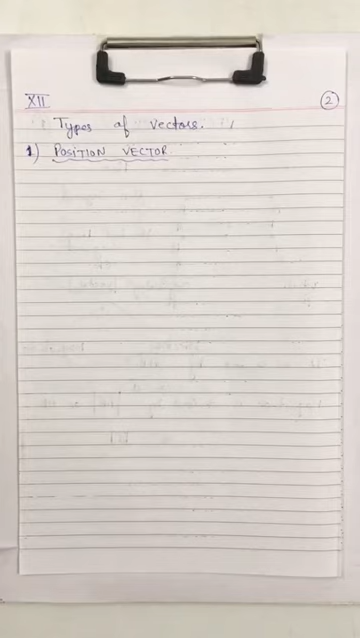 XII
2
Types of vectors.
1) POSITION VECTOR